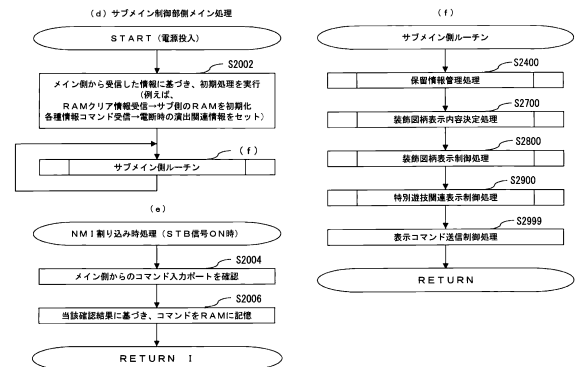 (d) サブメイン制御部側メイン処理
START(電源投入)
S2002
メイン側から受信した情報に基づき、初期処理を実行
(例えば、
RAMクリア情報受信→サブ側のRAMを初期化
各種情報コマンド受信→電断時の演出関連情報をセット)
(f)
サブメイン側ルーチン
(e)
NMI割り込み時処理(STB信号ON時)
S2004
メイン側からのコマンド入力ポートを確認
S2006
当該確認結果に基づき、コマンドをRAMに記憶
RETURN I
(f)
サブメイン側ルーチン
S2400
保留情報管理処理
S2700
装飾図柄表示内容決定処理
S2800
装飾図柄表示制御処理
S2900
特別遊技関連表示制御処理
S2999
表示コマンド送信制御処理
RETURN